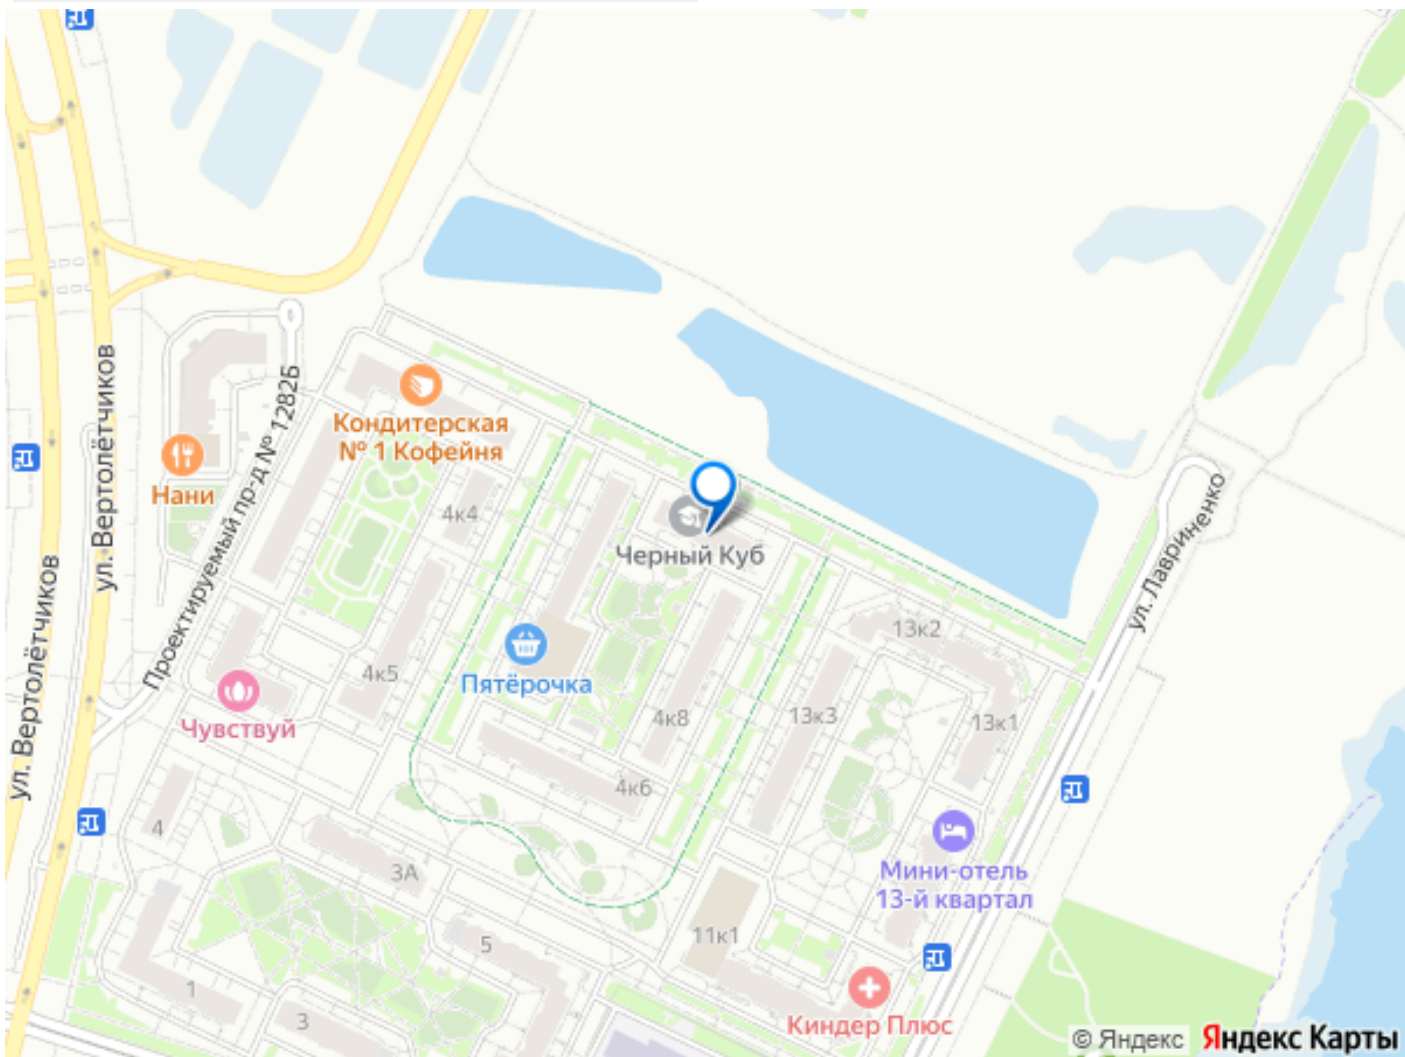 ул. Вертолётчиков
ул. Вертолётчиков
Проектируемый пр-д № 1282Б
Кондитерская
№ 1 Кофейня
Нани
4к4
Черный Куб
ул. Лавриненко
13к2
4к5
Пятёрочка
Чувствуй
4к8
13к3
13к1
4к6
4
3А
Мини-отель
13-й квартал
5
11к1
1
3
Киндер Плюс
© Яндекс Яндекс Карты